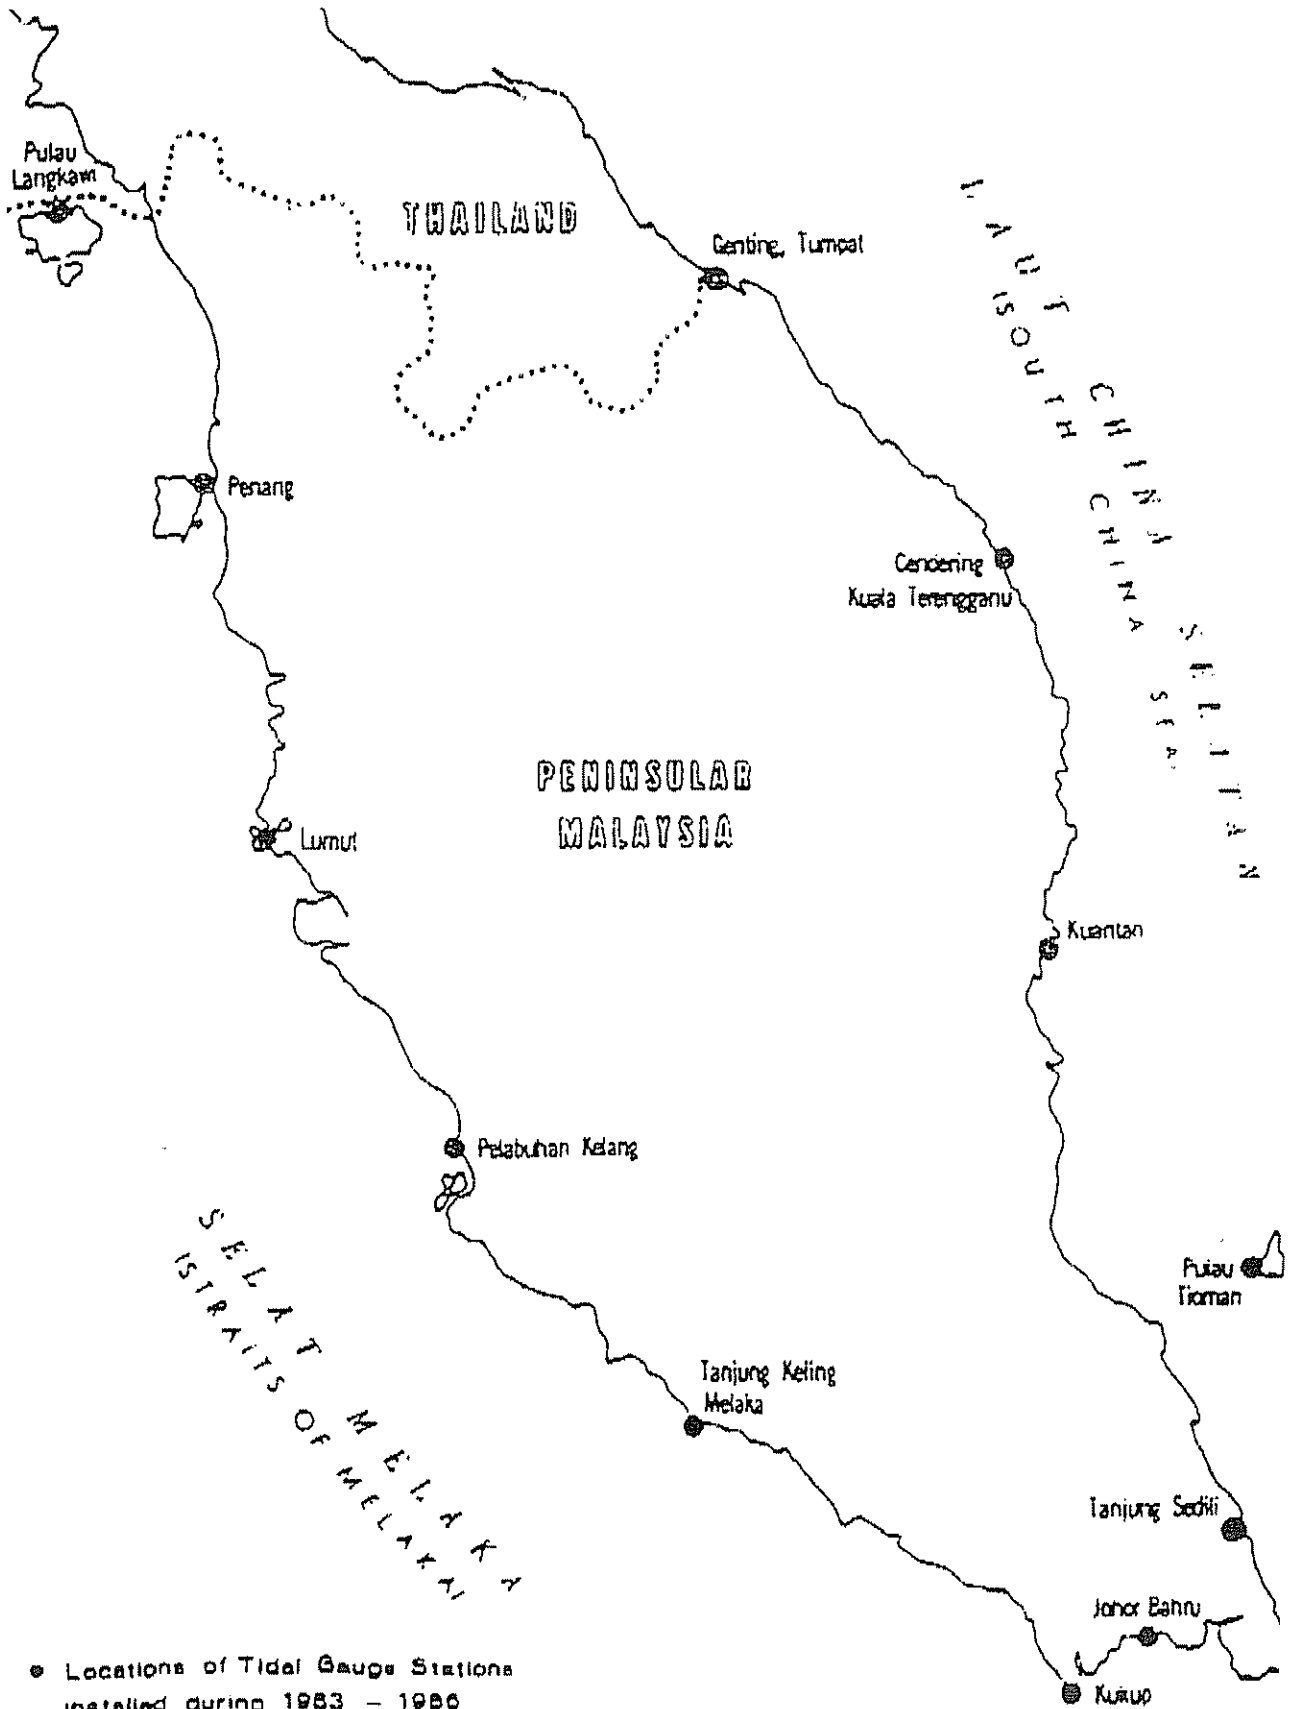 Pulau
Langkawi
THAILAND
Genting, Tumpat
LAUT CHINA SELATAN
(SOUTH CHINA SEA)
Penang
Cendering
Kuala Terengganu
PENINSULAR
MALAYSIA
Lumut
Kuantan
Pelabuhan Kelang
SELAT MELAKA
(STRAITS OF MELAKA)
Pulau
Tioman
Tanjung Keling
Melaka
Tanjung Sedili
Johor Bahru
Kukup
Locations of Tidal Gauge Stations
installed during 1983 - 1986